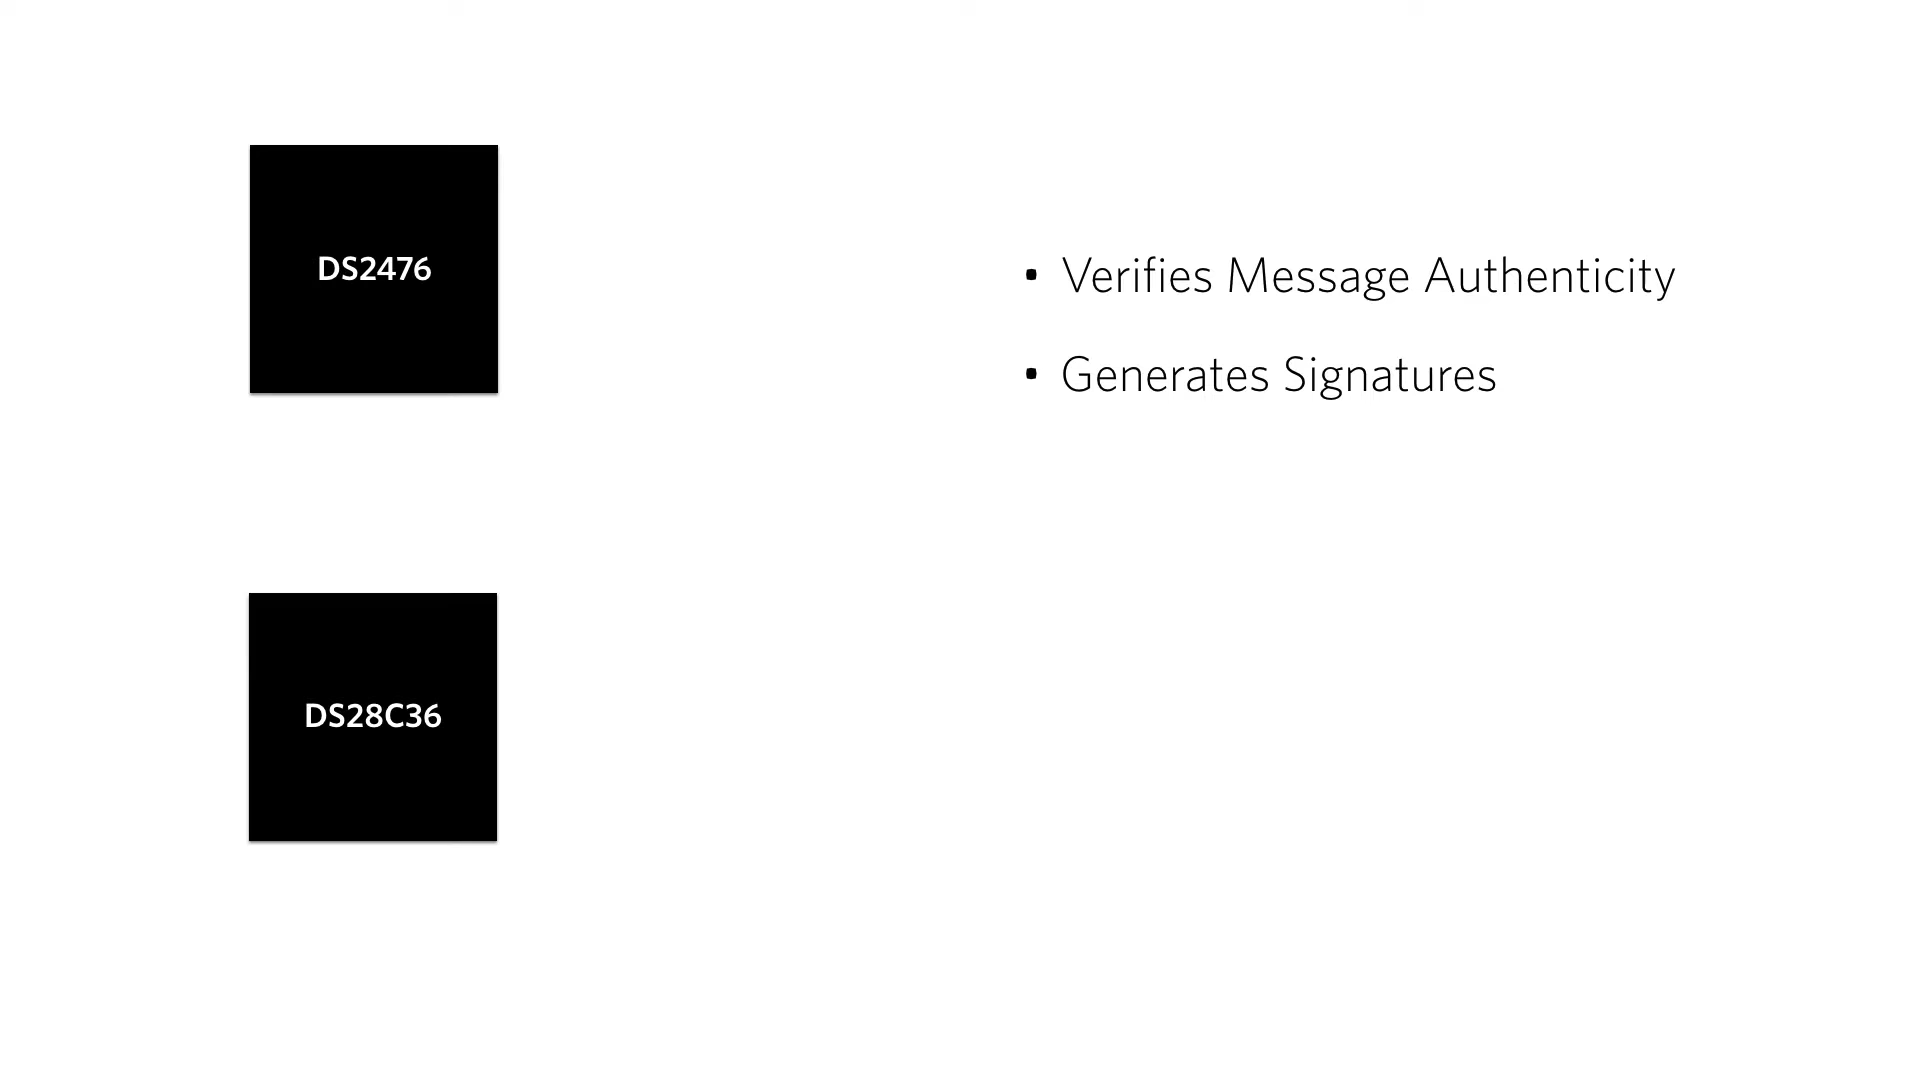 DS2476
• Verifies Message Authenticity
• Generates Signatures
DS28C36